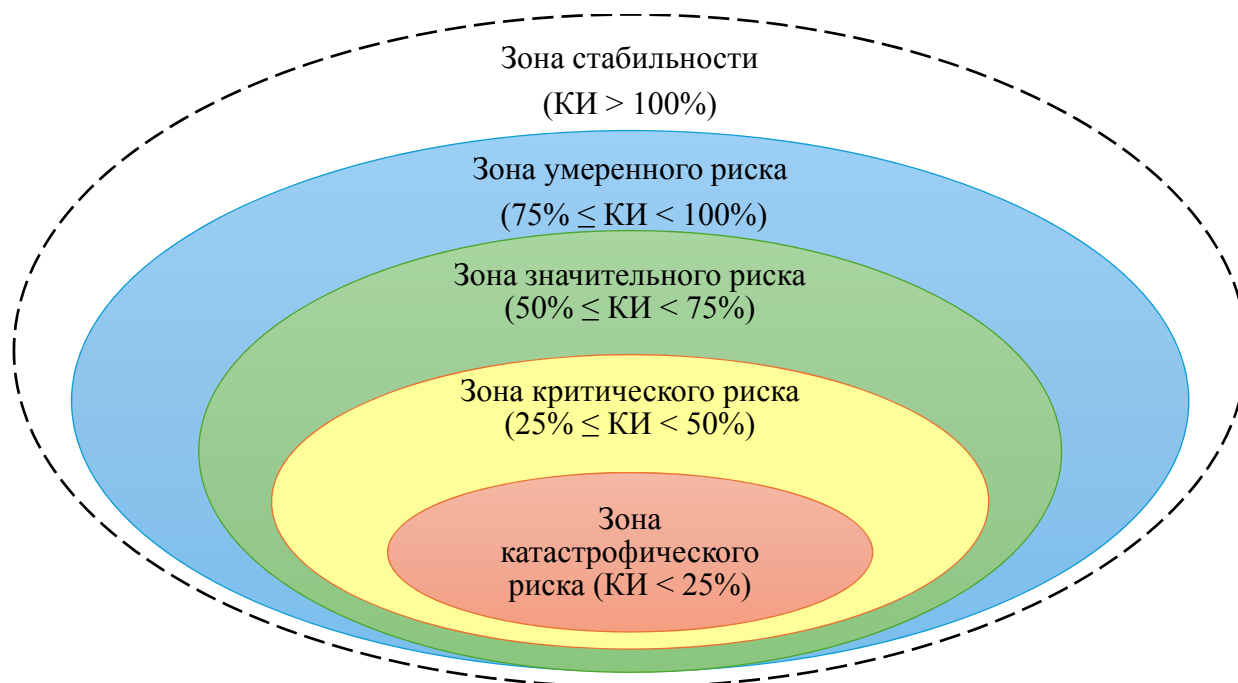 Зона стабильности
(КИ > 100%)
Зона умеренного риска
(75% ≤ КИ < 100%)
Зона значительного риска
(50% ≤ КИ < 75%)
Зона критического риска
(25% ≤ КИ < 50%)
Зона
катастрофического
риска (КИ < 25%)